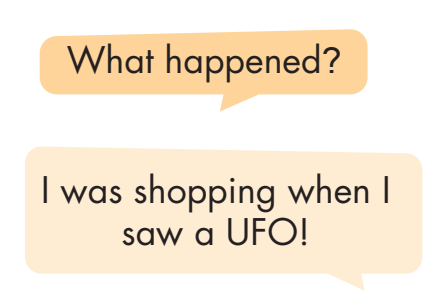 What happened?
I was shopping when I
saw a UFO!